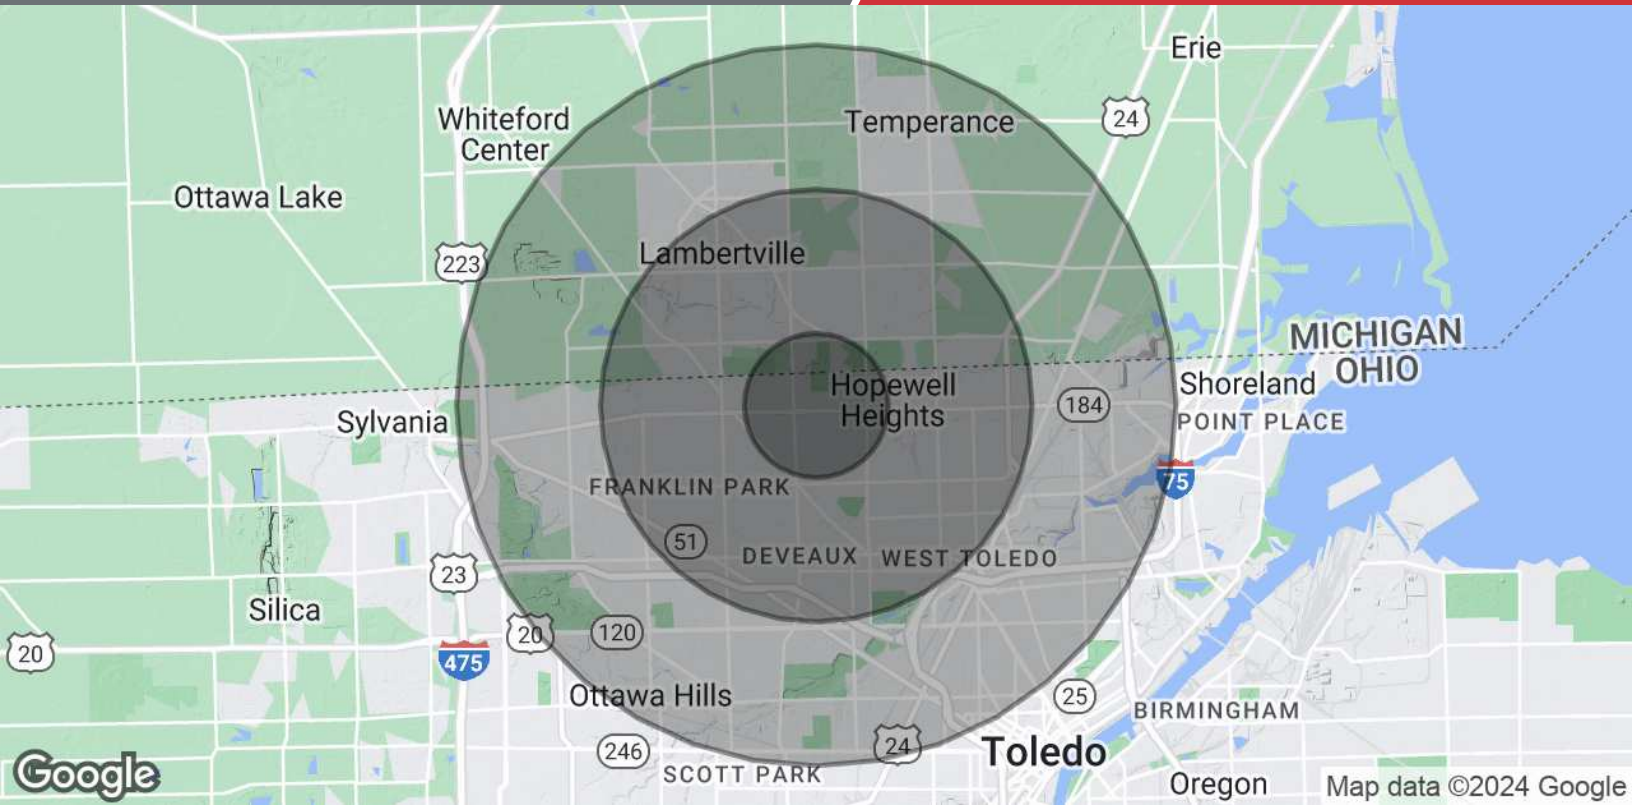 Erie
Whiteford
Center
Temperance
24
Ottawa Lake
223
Lambertville
MICHIGAN
OHIO
Hopewell
Heights
Shoreland
184
Sylvania
POINT PLACE
FRANKLIN PARK
75
51
DEVEAUX
WEST TOLEDO
23
Silica
20
120
20
475
Ottawa Hills
25
BIRMINGHAM
246
24
Toledo
SCOTT PARK
Google
Oregon
Map data ©2024 Google